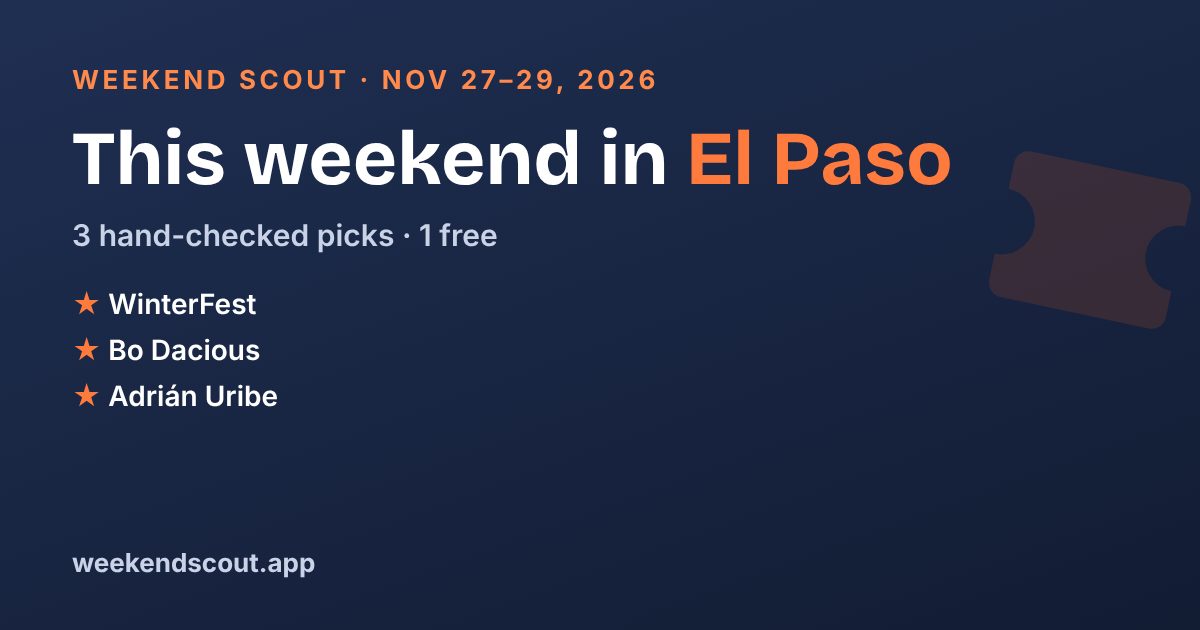 WEEKEND SCOUT · NOV 27–29, 2026
This weekend in El Paso
3 hand-checked picks · 1 free
★ WinterFest
★ Bo Dacious
★ Adrián Uribe
weekendscout.app